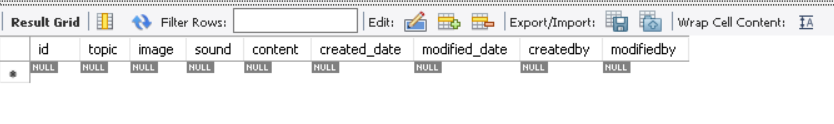 Result Grid Filter Rows: Edit: Export/Import: Wrap Cell Content: IA
id topic image sound content created_date modified_date createdby modifiedby
NULL NULL NULL NULL NULL NULL NULL NULL NULL